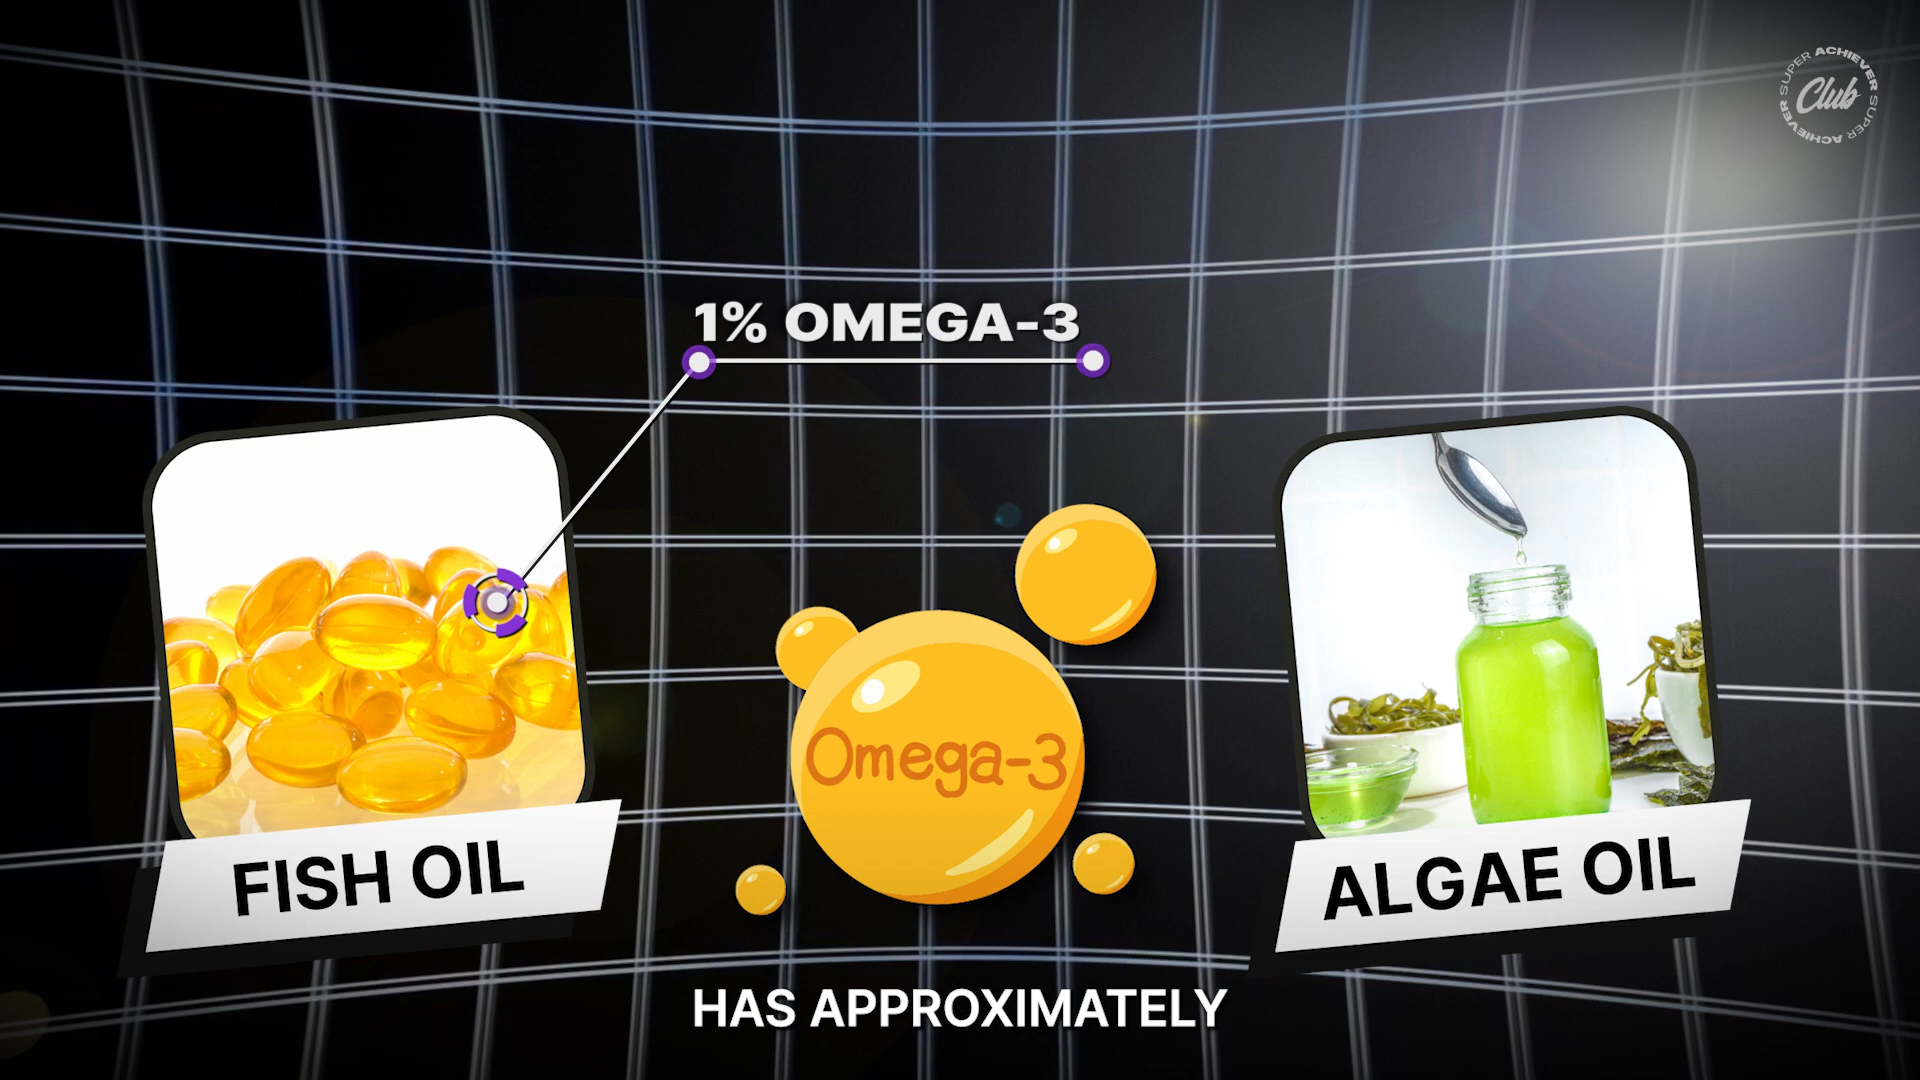 SUPER ACHIEVER SUPER ACHIEVER
Club
1% OMEGA-3
Omega-3
FISH OIL
ALGAE OIL
HAS APPROXIMATELY